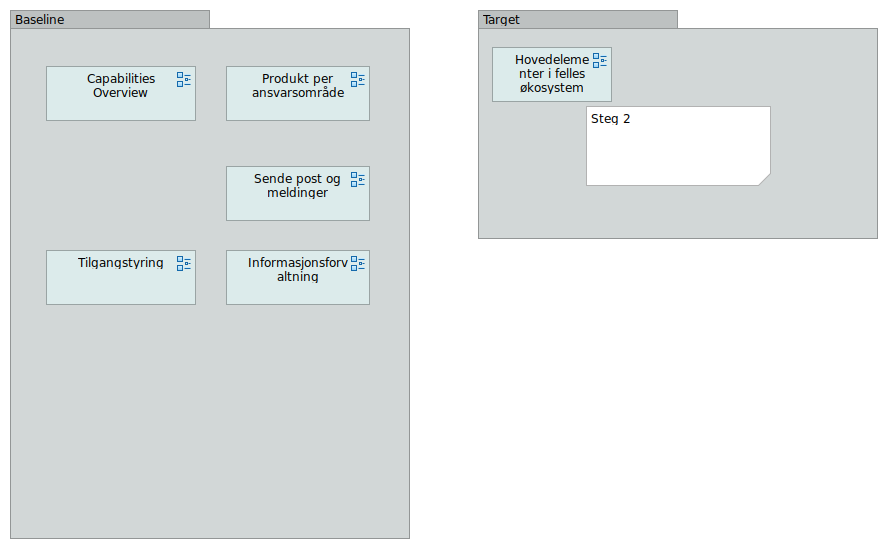 Baseline
Capabilities
Overview
Produkt per
ansvarsområde
Sende post og
meldinger
Tilgangstyring
Informasjonsforv
altning
Target
Hovedeleme
nter i felles
økosystem
Steg 2